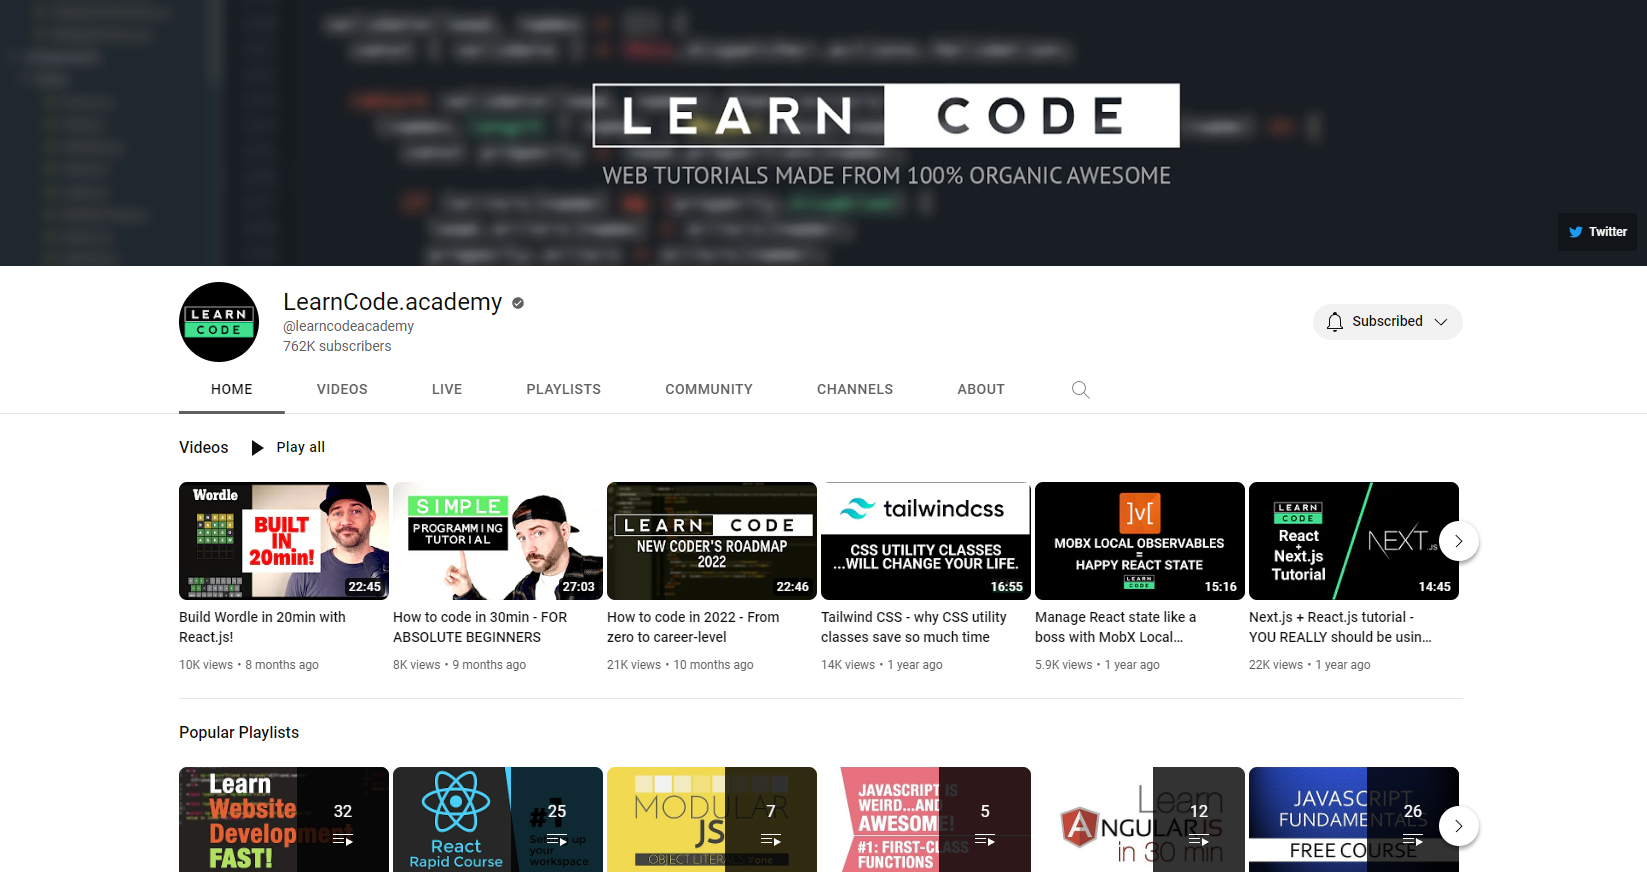 LEARN CODE
WEB TUTORIALS MADE FROM 100% ORGANIC AWESOME
Twitter
LEARN
CODE
LearnCode.academy
@learncodeacademy
762K subscribers
Subscribed
HOME VIDEOS LIVE PLAYLISTS COMMUNITY CHANNELS ABOUT
Videos Play all
Wordle
BUILT
IN
20min!
22:45
SIMPLE
PROGRAMMING
TUTORIAL
27:03
LEARN CODE
NEW CODER'S ROADMAP
2022
22:46
tailwindcss
CSS UTILITY CLASSES
...WILL CHANGE YOUR LIFE.
16:55
]v[
MOBX LOCAL OBSERVABLES
=
HAPPY REACT STATE
LEARN
CODE
15:16
LEARN
CODE
React
+
Next.js
Tutorial
NEXT.JS
14:45
Build Wordle in 20min with
React.js!
10K views • 8 months ago
How to code in 30min - FOR
ABSOLUTE BEGINNERS
8K views • 9 months ago
How to code in 2022 - From
zero to career-level
21K views • 10 months ago
Tailwind CSS - why CSS utility
classes save so much time
14K views • 1 year ago
Manage React state like a
boss with MobX Local...
5.9K views • 1 year ago
Next.js + React.js tutorial -
YOU REALLY should be usin...
22K views • 1 year ago
Popular Playlists
Learn
Website
Development
FAST!
32
React
Rapid Course
#1
Set up
your
workspace
25
MODULAR
JS
OBJECT LITERAL
7
JAVASCRIPT IS
WEIRD...AND
AWESOME!
#1: FIRST-CLASS
FUNCTIONS
5
Learn
ANGULARJS
in 30 min
12
JAVASCRIPT
FUNDAMENTALS
FREE COURSE
26